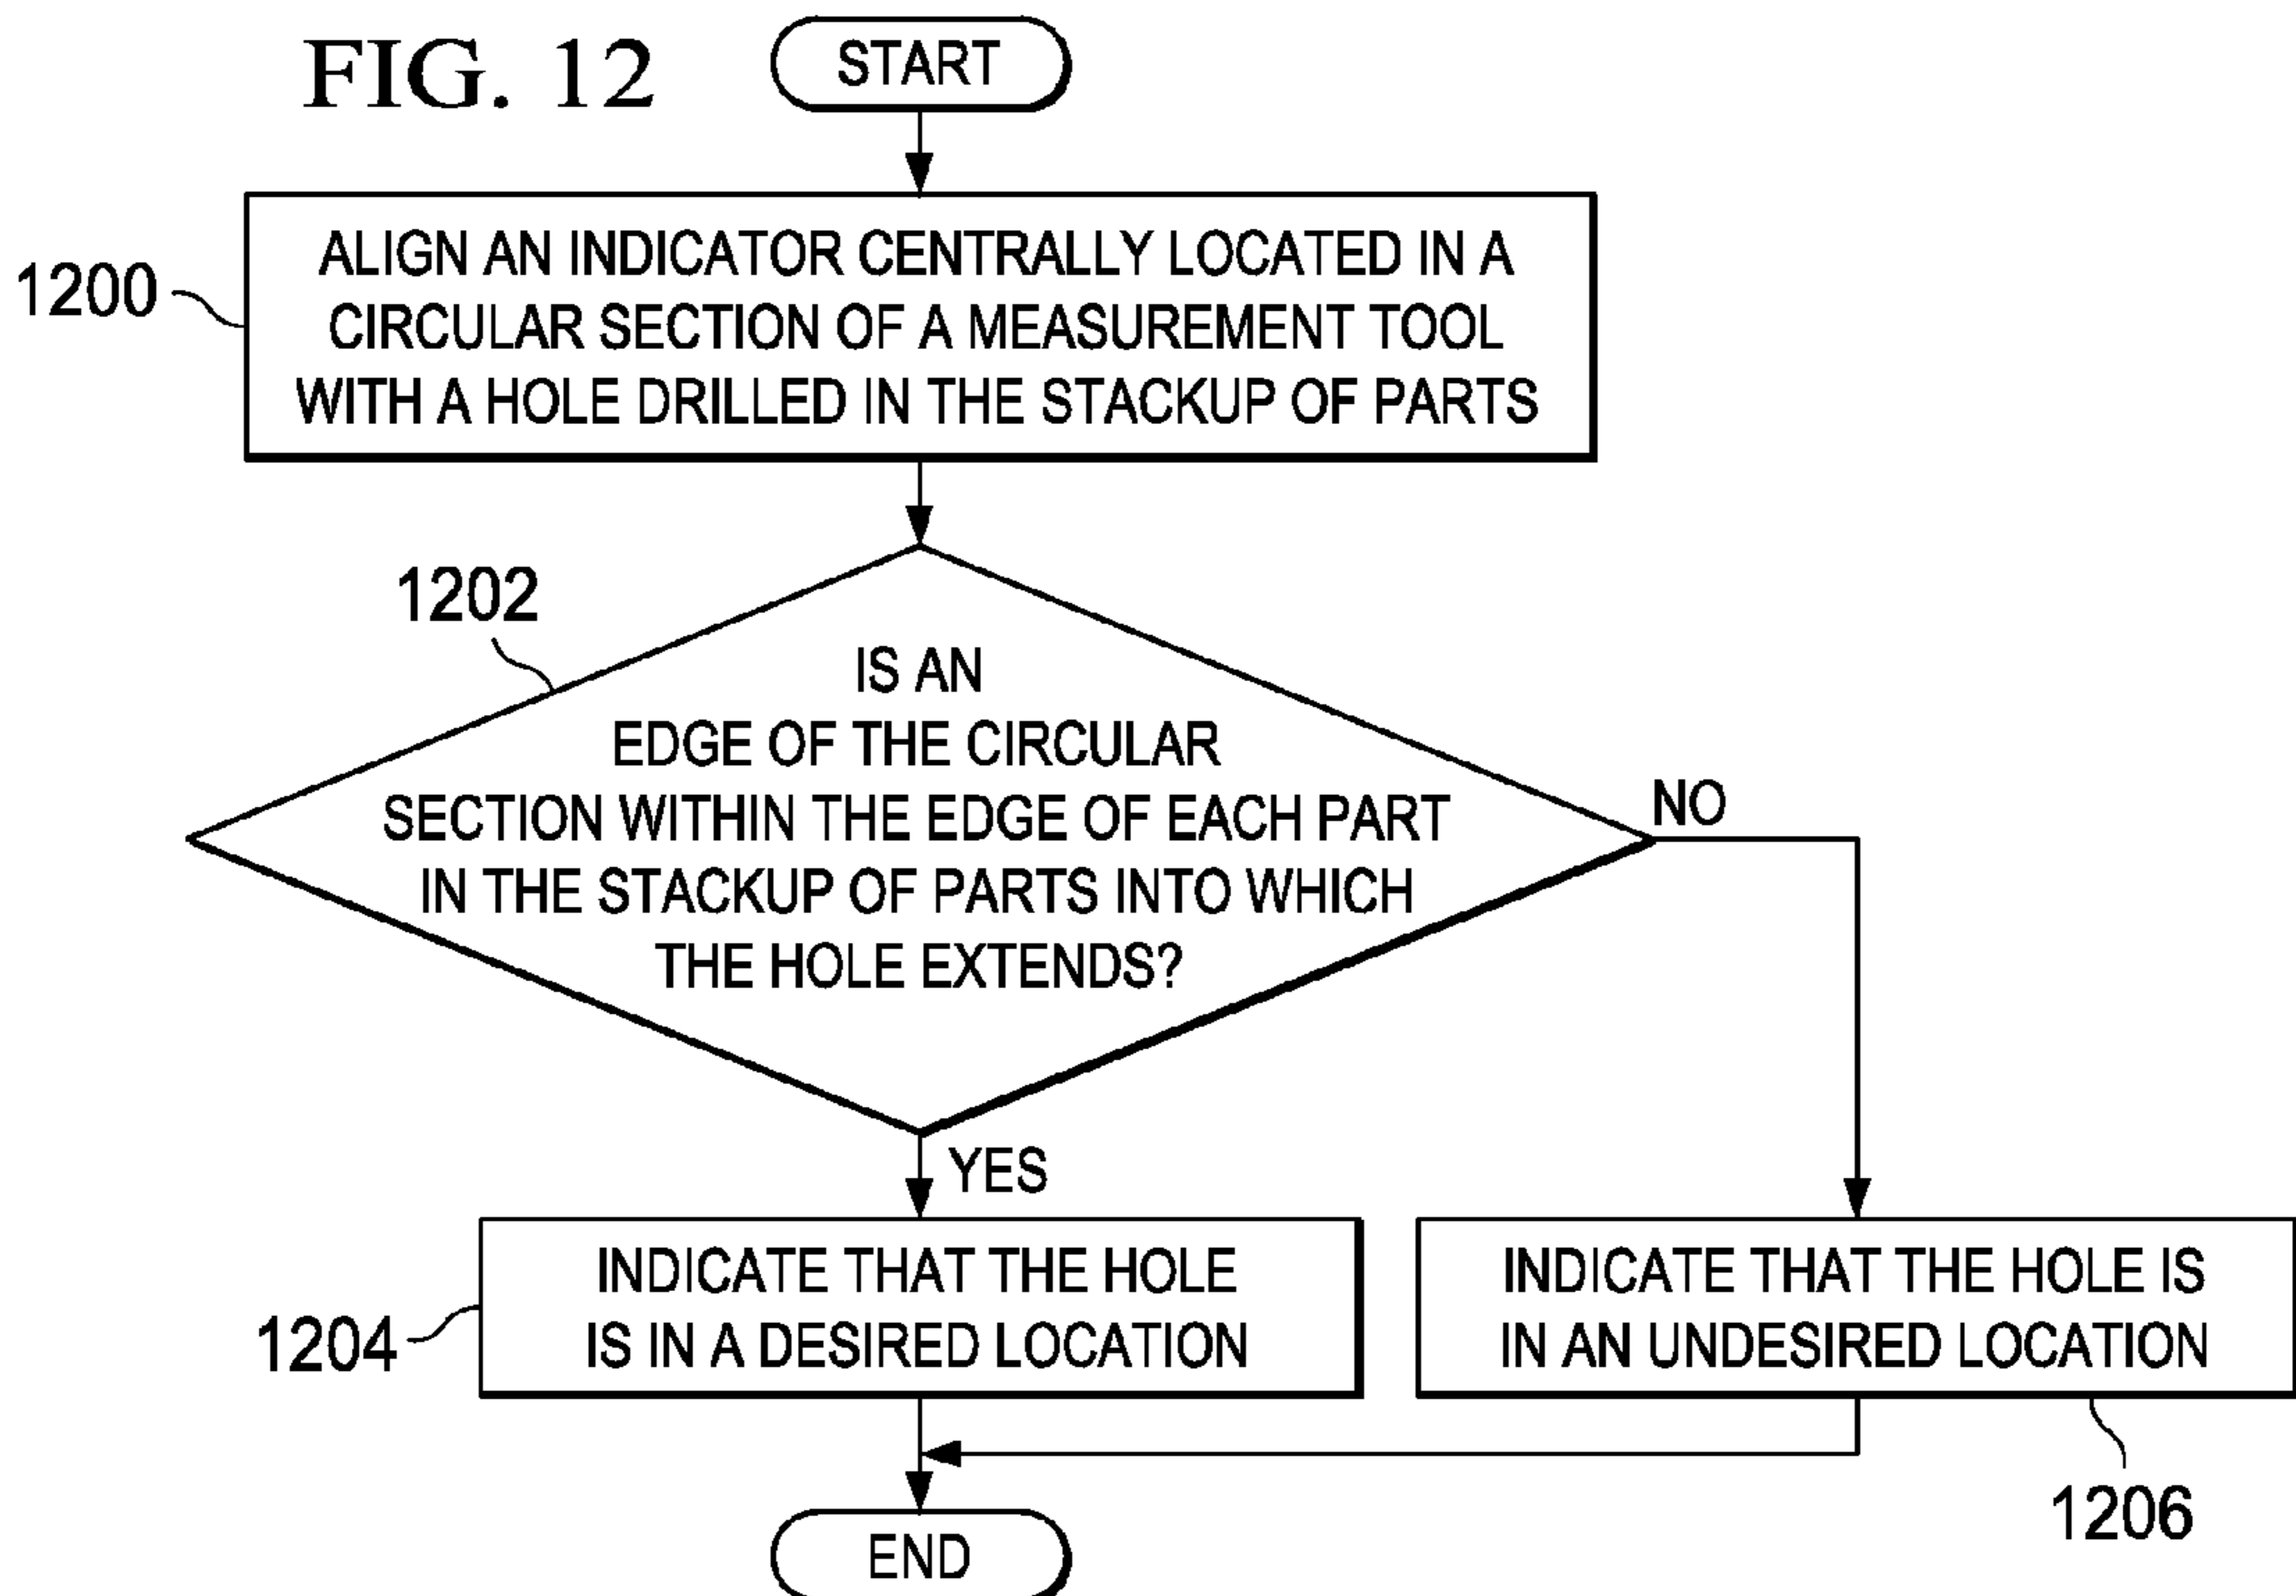 FIG. 12
START
1200
ALIGN AN INDICATOR CENTRALLY LOCATED IN A
CIRCULAR SECTION OF A MEASUREMENT TOOL
WITH A HOLE DRILLED IN THE STACKUP OF PARTS
1202
IS AN
EDGE OF THE CIRCULAR
SECTION WITHIN THE EDGE OF EACH PART
IN THE STACKUP OF PARTS INTO WHICH
THE HOLE EXTENDS?
NO
YES
1204
INDICATE THAT THE HOLE
IS IN A DESIRED LOCATION
INDICATE THAT THE HOLE IS
IN AN UNDESIRED LOCATION
1206
END